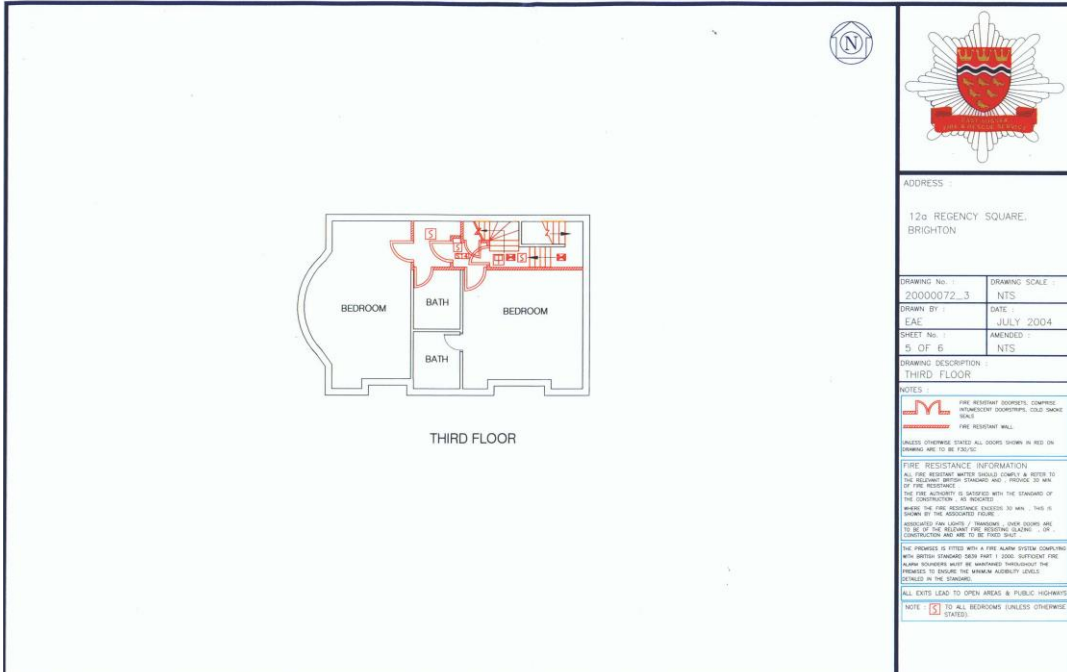 N
S
S
ST4
S
BEDROOM
BATH
BEDROOM
BATH
THIRD FLOOR
EAST SUSSEX
FIRE & RESCUE SERVICE
ADDRESS :
12a REGENCY SQUARE,
BRIGHTON
DRAWING No. :
20000072_3
DRAWING SCALE :
NTS
DRAWN BY :
EAE
DATE :
JULY 2004
SHEET No. :
5 OF 6
AMENDED :
NTS
DRAWING DESCRIPTION :
THIRD FLOOR
NOTES :
FIRE RESISTANT DOORSETS, COMPRISE
INTUMESCENT DOORSTRIPS, COLD SMOKE
SEALS
FIRE RESISTANT WALL
UNLESS OTHERWISE STATED ALL DOORS SHOWN IN RED ON
DRAWING ARE TO BE F30/SC
FIRE RESISTANCE INFORMATION
ALL FIRE RESISTANT MATTER SHOULD COMPLY & REFER TO
THE RELEVANT BRITISH STANDARD AND , PROVIDE 30 MIN
OF FIRE RESISTANCE
THE FIRE AUTHORITY IS SATISFIED WITH THE STANDARD OF
THE CONSTRUCTION , AS INDICATED
WHERE THE FIRE RESISTANCE EXCEEDS 30 MIN , THIS IS
SHOWN BY THE ASSOCIATED FIGURE
ASSOCIATED FAN LIGHTS / TRANSOMS , OVER DOORS ARE
TO BE OF THE RELEVANT FIRE RESISTING GLAZING , OR ,
CONSTRUCTION AND ARE TO BE FIXED SHUT .
THE PREMISES IS FITTED WITH A FIRE ALARM SYSTEM COMPLYING
WITH BRITISH STANDARD 5839 PART 1 2000. SUFFICIENT FIRE
ALARM SOUNDERS MUST BE MAINTAINED THROUGHOUT THE
PREMISES TO ENSURE THE MINIMUM AUDIBILITY LEVELS
DETAILED IN THE STANDARD.
ALL EXITS LEAD TO OPEN AREAS & PUBLIC HIGHWAYS
NOTE : S TO ALL BEDROOMS (UNLESS OTHERWISE
STATED).